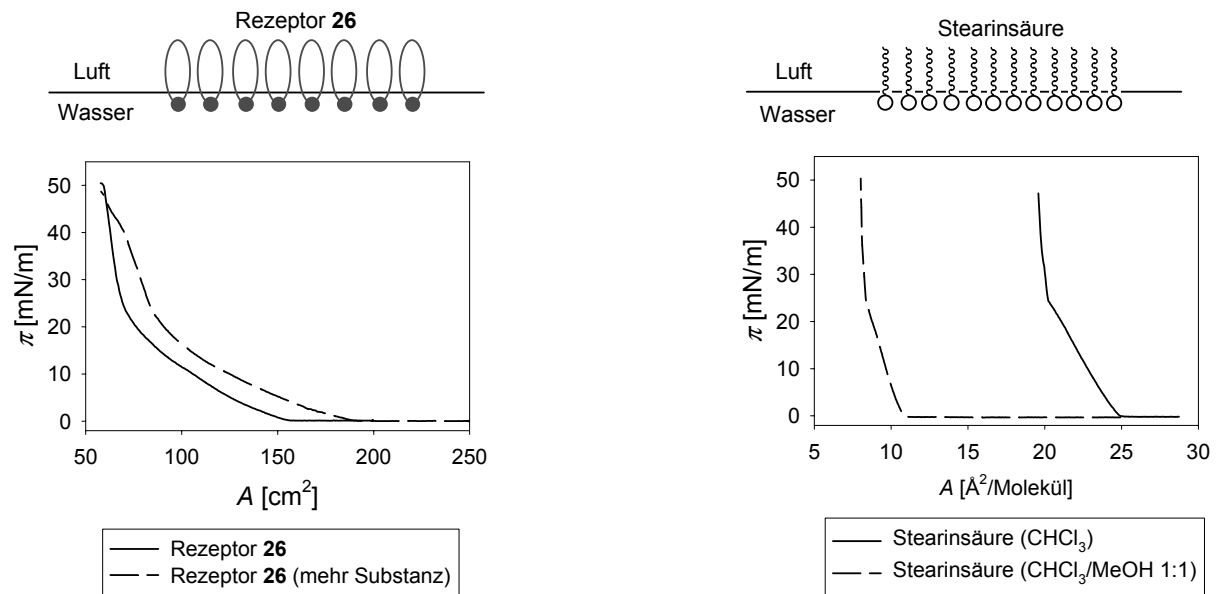 Rezeptor 26
Luft
Wasser
50
40
30
20
10
0
π [mN/m]
50
100
150
200
250
A [cm²]
Rezeptor 26
Rezeptor 26 (mehr Substanz)
Stearinsäure
Luft
Wasser
50
40
30
20
10
0
π [mN/m]
5
10
15
20
25
30
A [Å²/Molekül]
Stearinsäure (CHCl₃)
Stearinsäure (CHCl₃/MeOH 1:1)